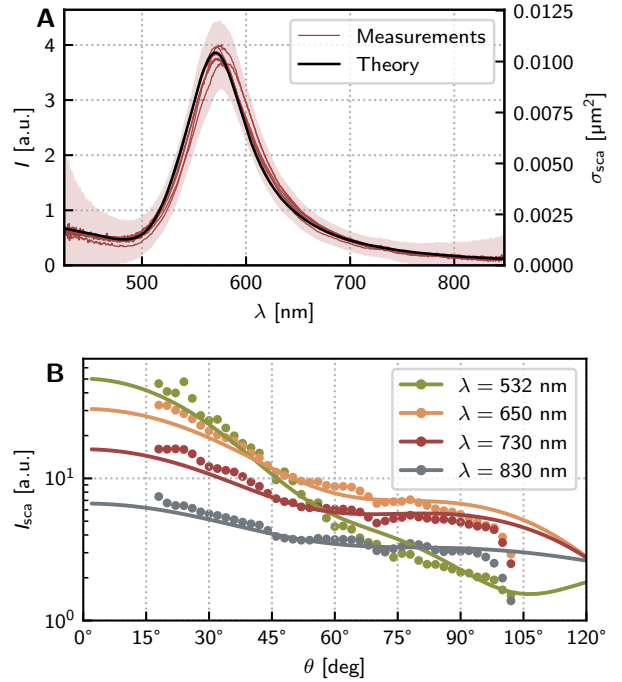 A
Measurements
Theory
I [a.u.]
0
1
2
3
4
σsca [μm²]
0.0000
0.0025
0.0050
0.0075
0.0100
0.0125
500
600
700
800
λ [nm]
B
λ = 532 nm
λ = 650 nm
λ = 730 nm
λ = 830 nm
Isca [a.u.]
10¹
10⁰
0° 15° 30° 45° 60° 75° 90° 105° 120°
θ [deg]